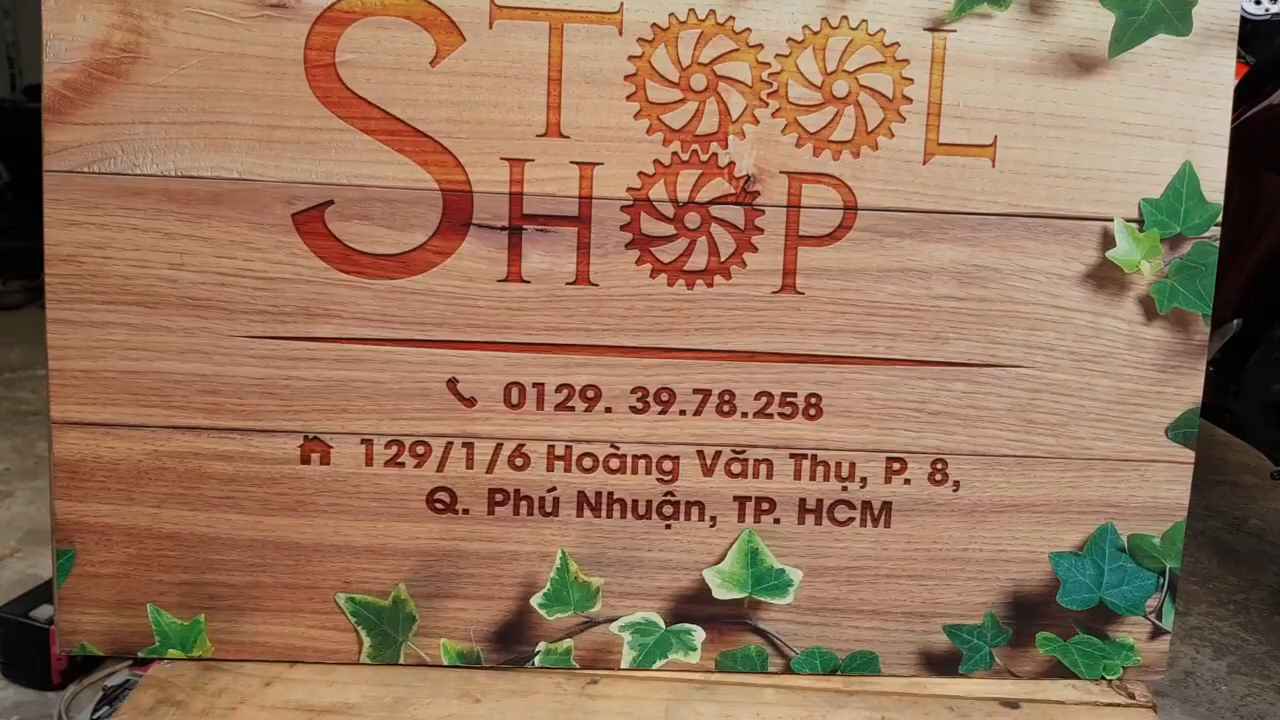 STOOL
SHOP
0129. 39.78.258
129/1/6 Hoàng Văn Thụ, P. 8,
Q. Phú Nhuận, TP. HCM